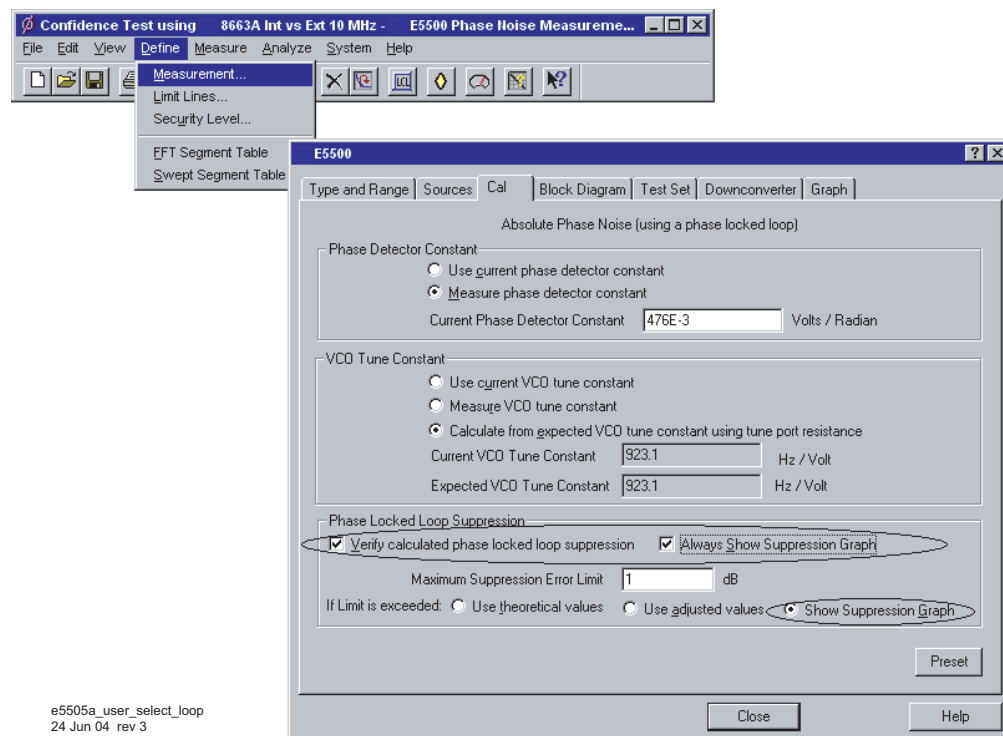 Confidence Test using 8663A Int vs Ext 10 MHz - E5500 Phase Noise Measureme...
File Edit View Define Measure Analyze System Help
Measurement...
Limit Lines...
Security Level...
FFT Segment Table
Swept Segment Table
E5500
Type and Range Sources Cal Block Diagram Test Set Downconverter Graph
Absolute Phase Noise (using a phase locked loop)
Phase Detector Constant
Use current phase detector constant
Measure phase detector constant
Current Phase Detector Constant 476E-3 Volts / Radian
VCO Tune Constant
Use current VCO tune constant
Measure VCO tune constant
Calculate from expected VCO tune constant using tune port resistance
Current VCO Tune Constant 923.1 Hz / Volt
Expected VCO Tune Constant 923.1 Hz / Volt
Phase Locked Loop Suppression
Verify calculated phase locked loop suppression Always Show Suppression Graph
Maximum Suppression Error Limit 1 dB
If Limit is exceeded: Use theoretical values Use adjusted values Show Suppression Graph
Preset
Close Help
e5505a_user_select_loop
24 Jun 04 rev 3